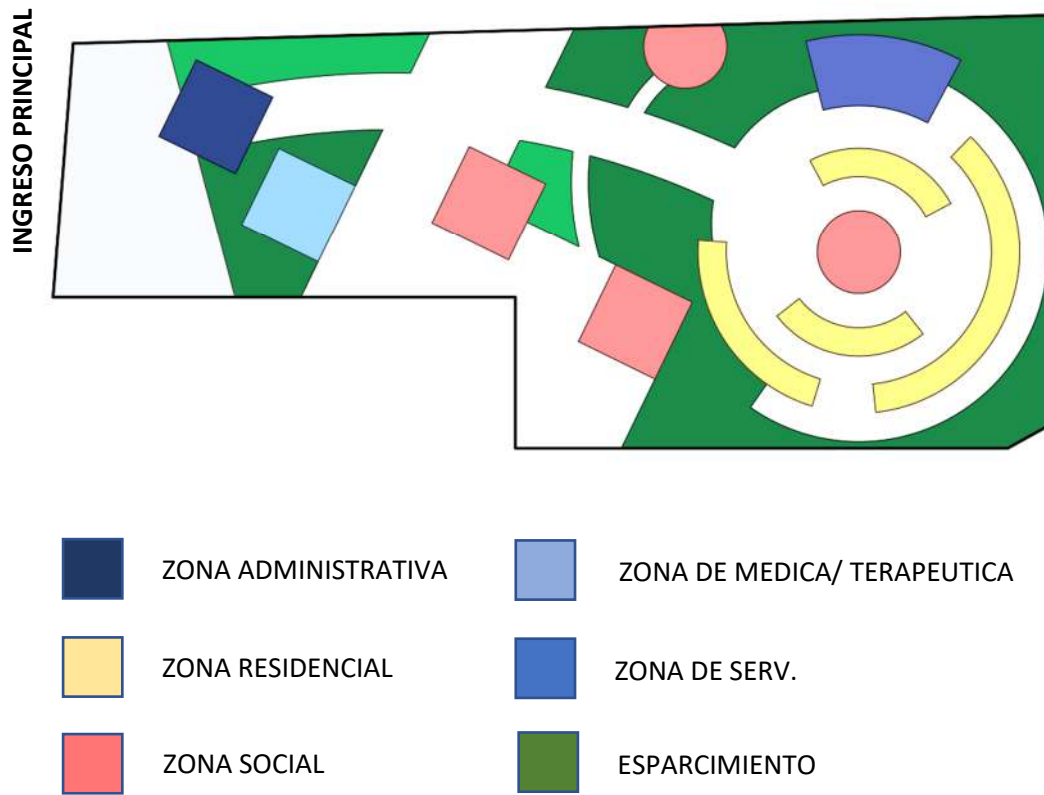 INGRESO PRINCIPAL
ZONA ADMINISTRATIVA
ZONA DE MEDICA/ TERAPEUTICA
ZONA RESIDENCIAL
ZONA DE SERV.
ZONA SOCIAL
ESPARCIMIENTO